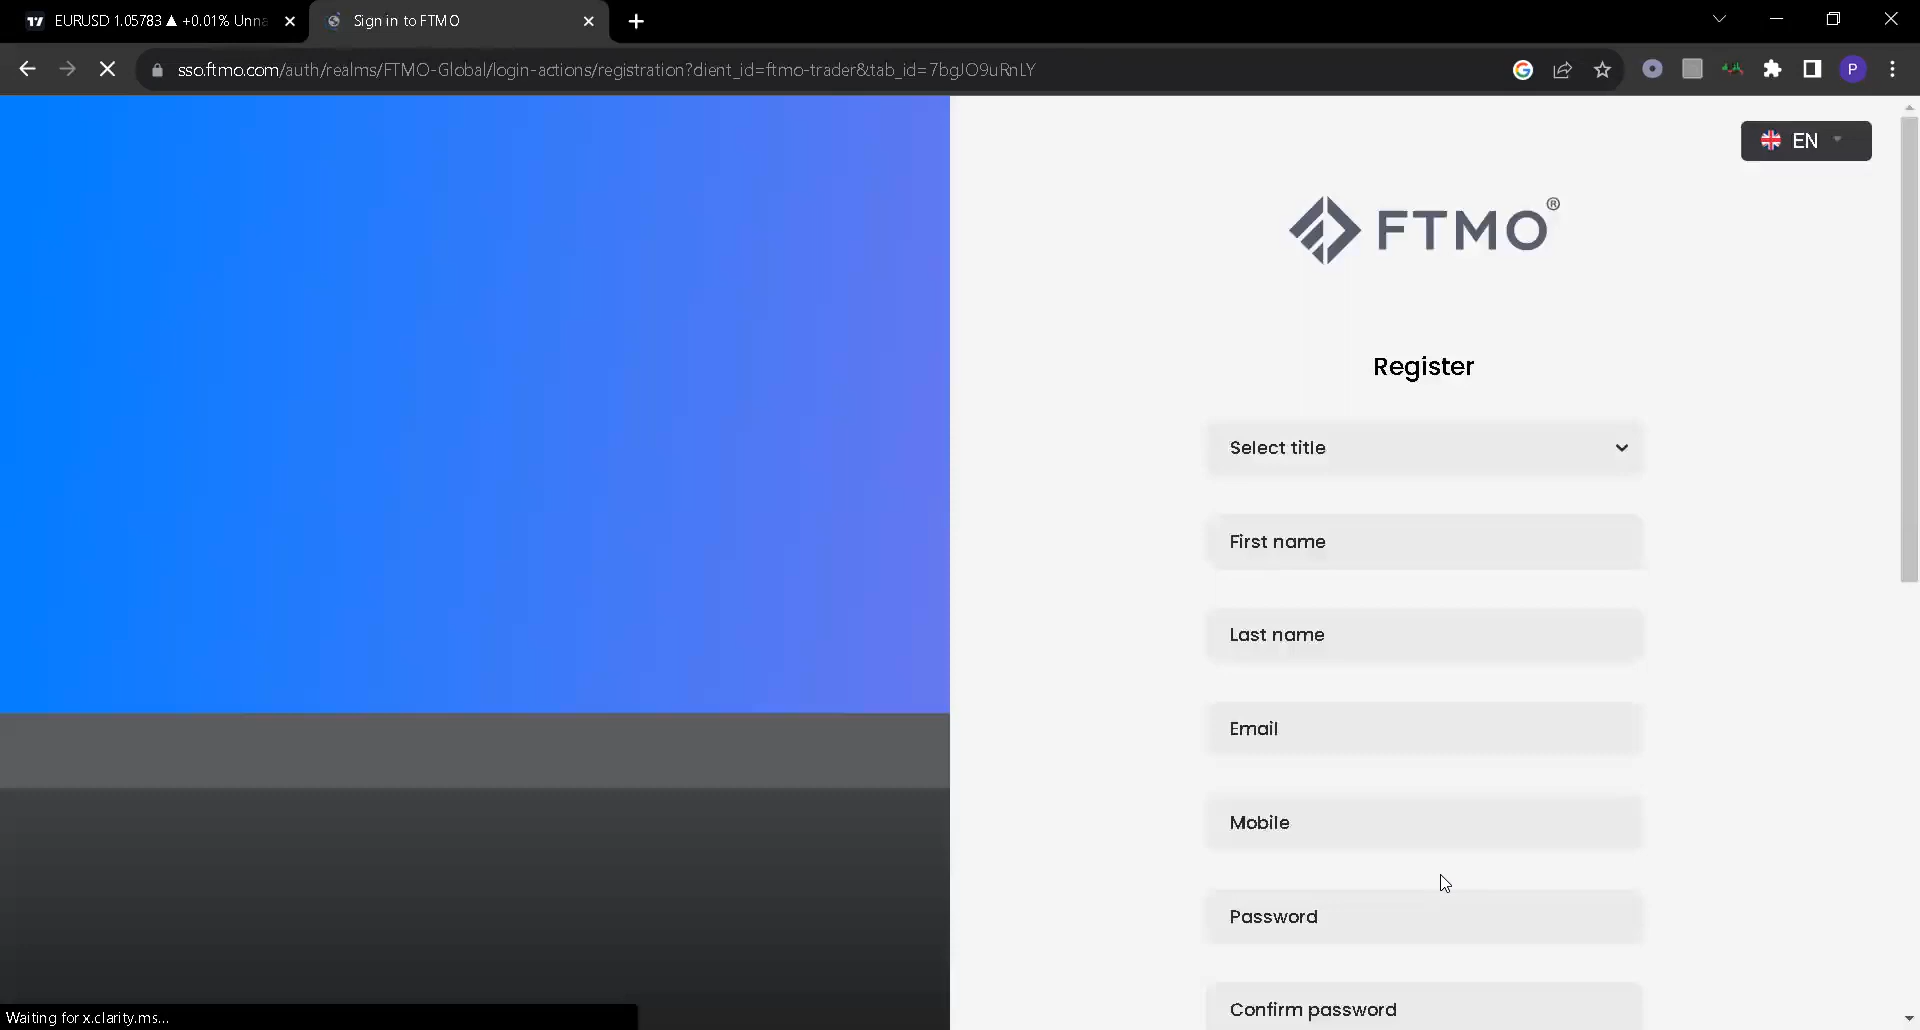 EURUSD 1.05783 ▲ +0.01% Unna
Sign in to FTMO
sso.ftmo.com/auth/realms/FTMO-Global/login-actions/registration?client_id=ftmo-trader&tab_id=7bgJO9uRnLY
P
EN
FTMO®
Register
Select title
First name
Last name
Email
Mobile
Password
Confirm password
Waiting for x.clarity.ms...